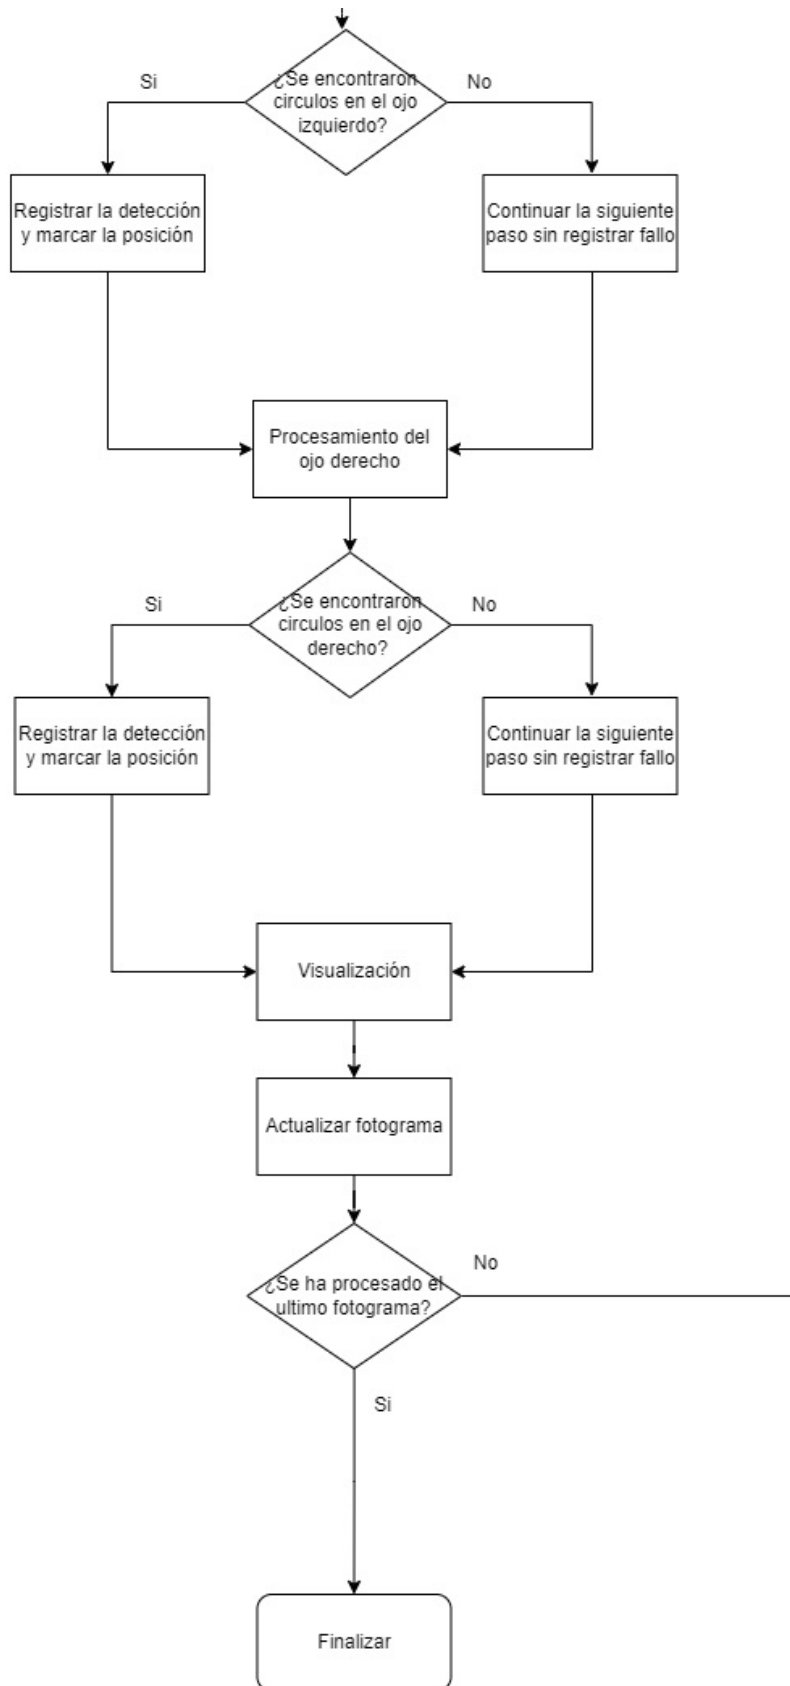 ¿Se encontraron
circulos en el ojo
izquierdo?
Si
No
Registrar la detección
y marcar la posición
Continuar la siguiente
paso sin registrar fallo
Procesamiento del
ojo derecho
¿Se encontraron
circulos en el ojo
derecho?
Si
No
Registrar la detección
y marcar la posición
Continuar la siguiente
paso sin registrar fallo
Visualización
Actualizar fotograma
¿Se ha procesado el
ultimo fotograma?
No
Si
Finalizar